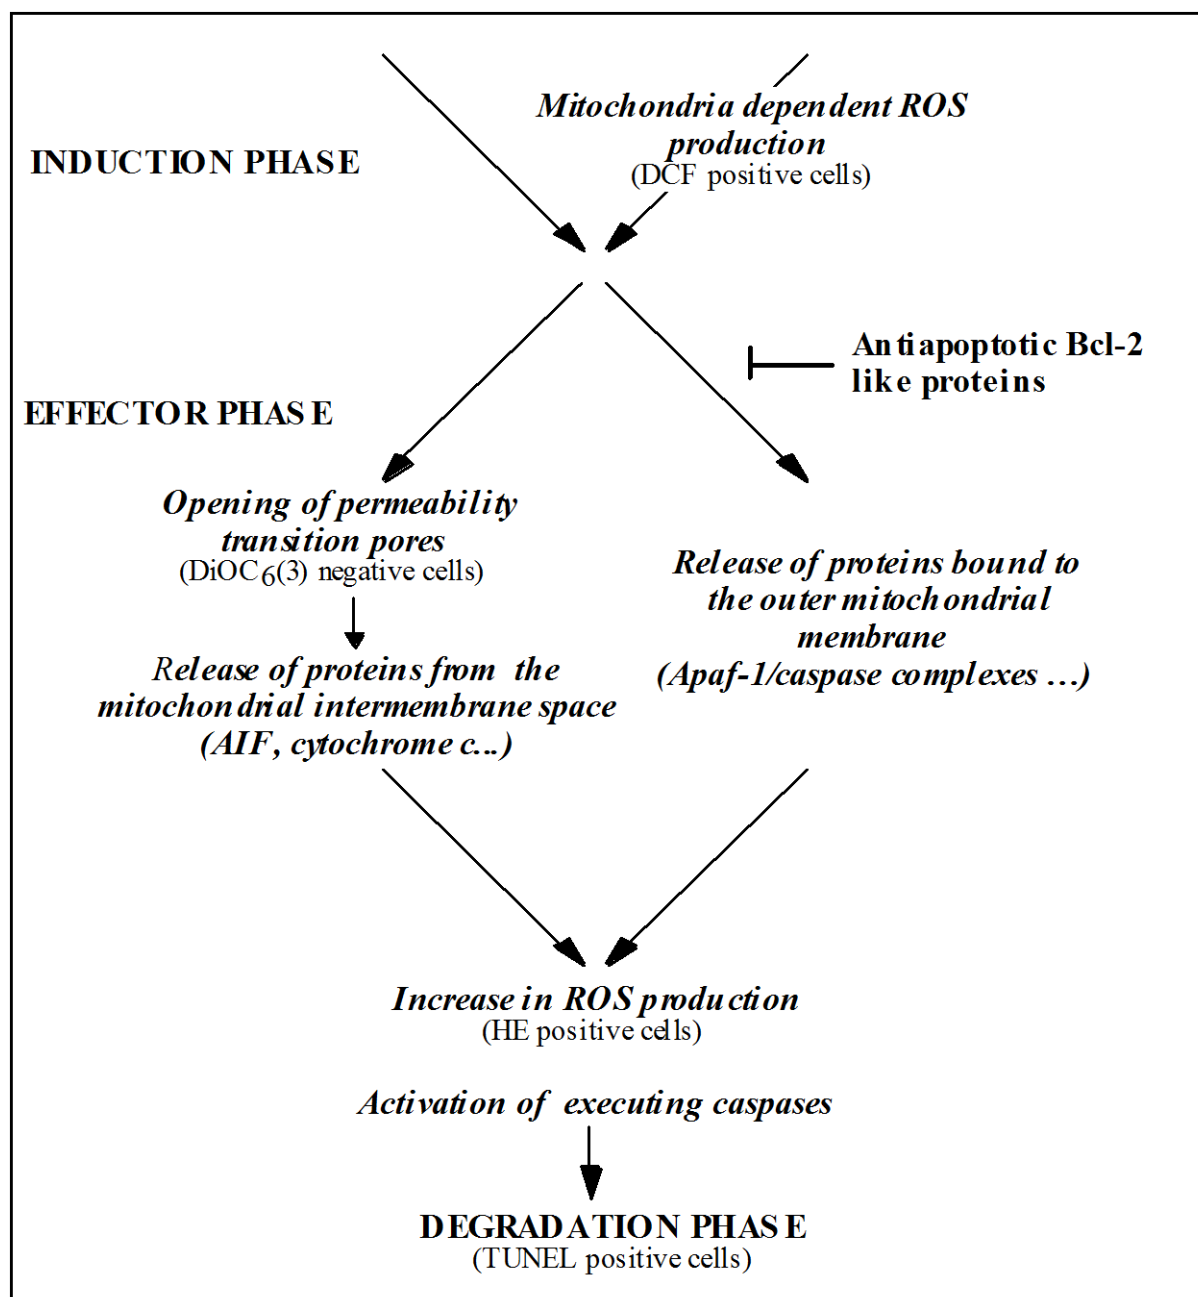 Mitochondria dependent ROS
production
(DCF positive cells)
INDUCTION PHASE
Antiapoptotic Bcl-2
like proteins
EFFECTOR PHASE
Opening of permeability
transition pores
(DiOC6(3) negative cells)
Release of proteins bound to
the outer mitochondrial
membrane
(Apaf-1/caspase complexes ...)
Release of proteins from the
mitochondrial intermembrane space
(AIF, cytochrome c...)
Increase in ROS production
(HE positive cells)
Activation of executing caspases
DEGRADATION PHASE
(TUNEL positive cells)